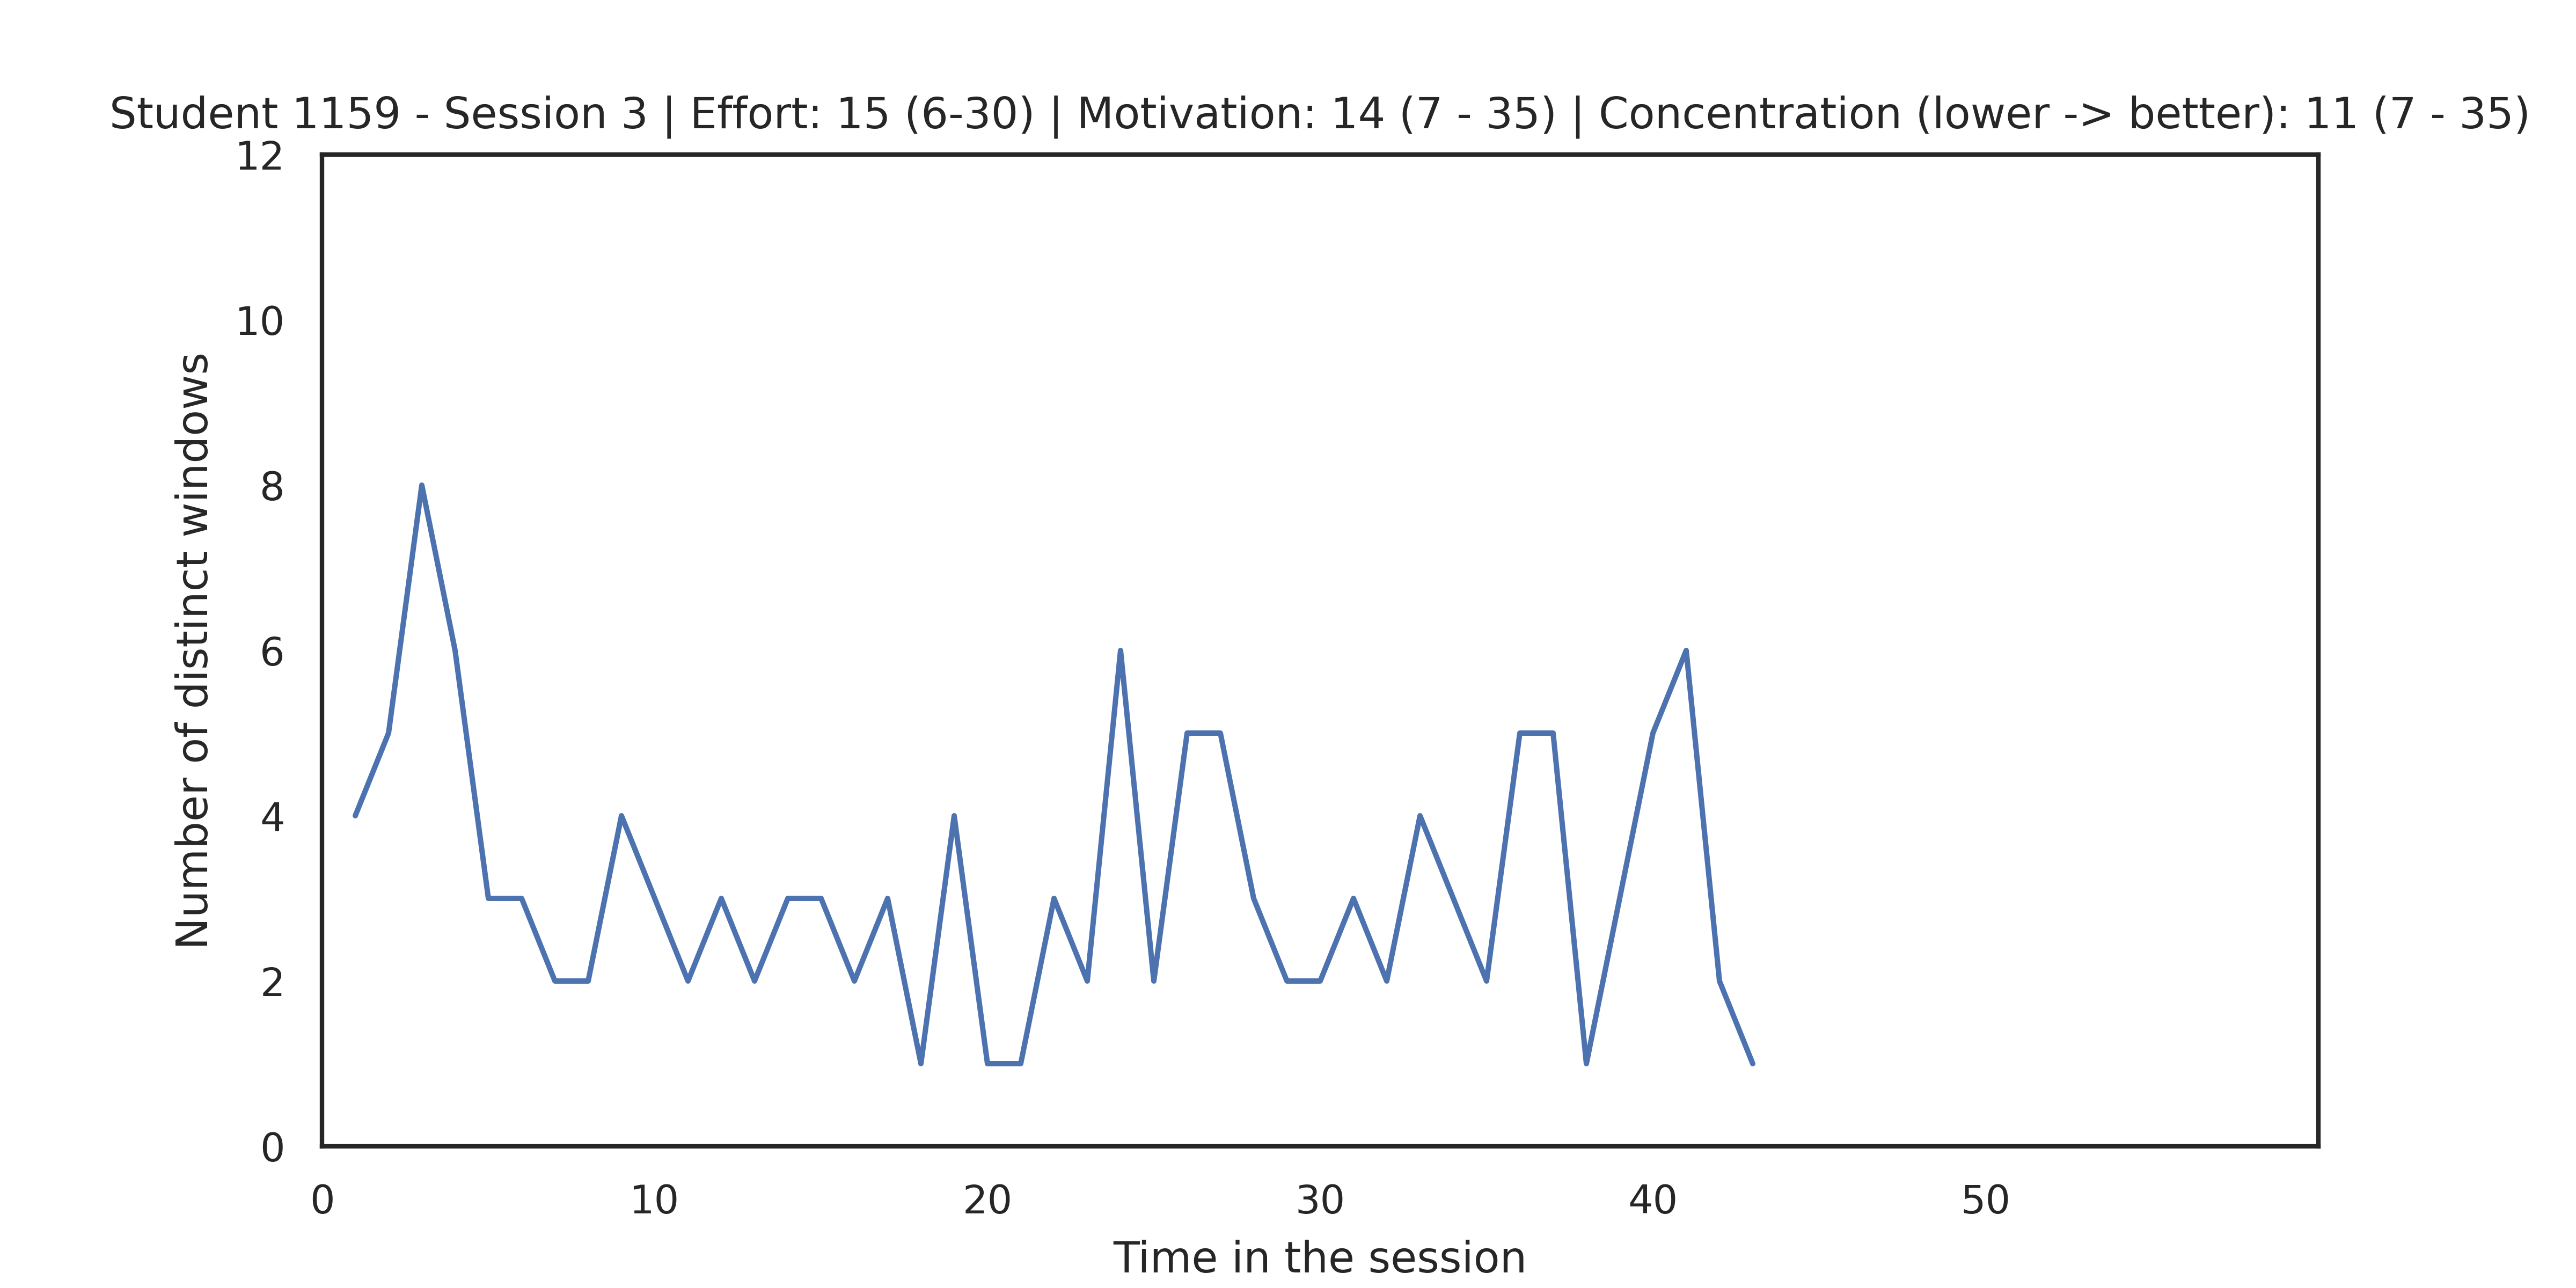 Student 1159 - Session 3 | Effort: 15 (6-30) | Motivation: 14 (7 - 35) | Concentration (lower -> better): 11 (7 - 35)
12
10
8
6
4
2
0
Number of distinct windows
0 10 20 30 40 50
Time in the session